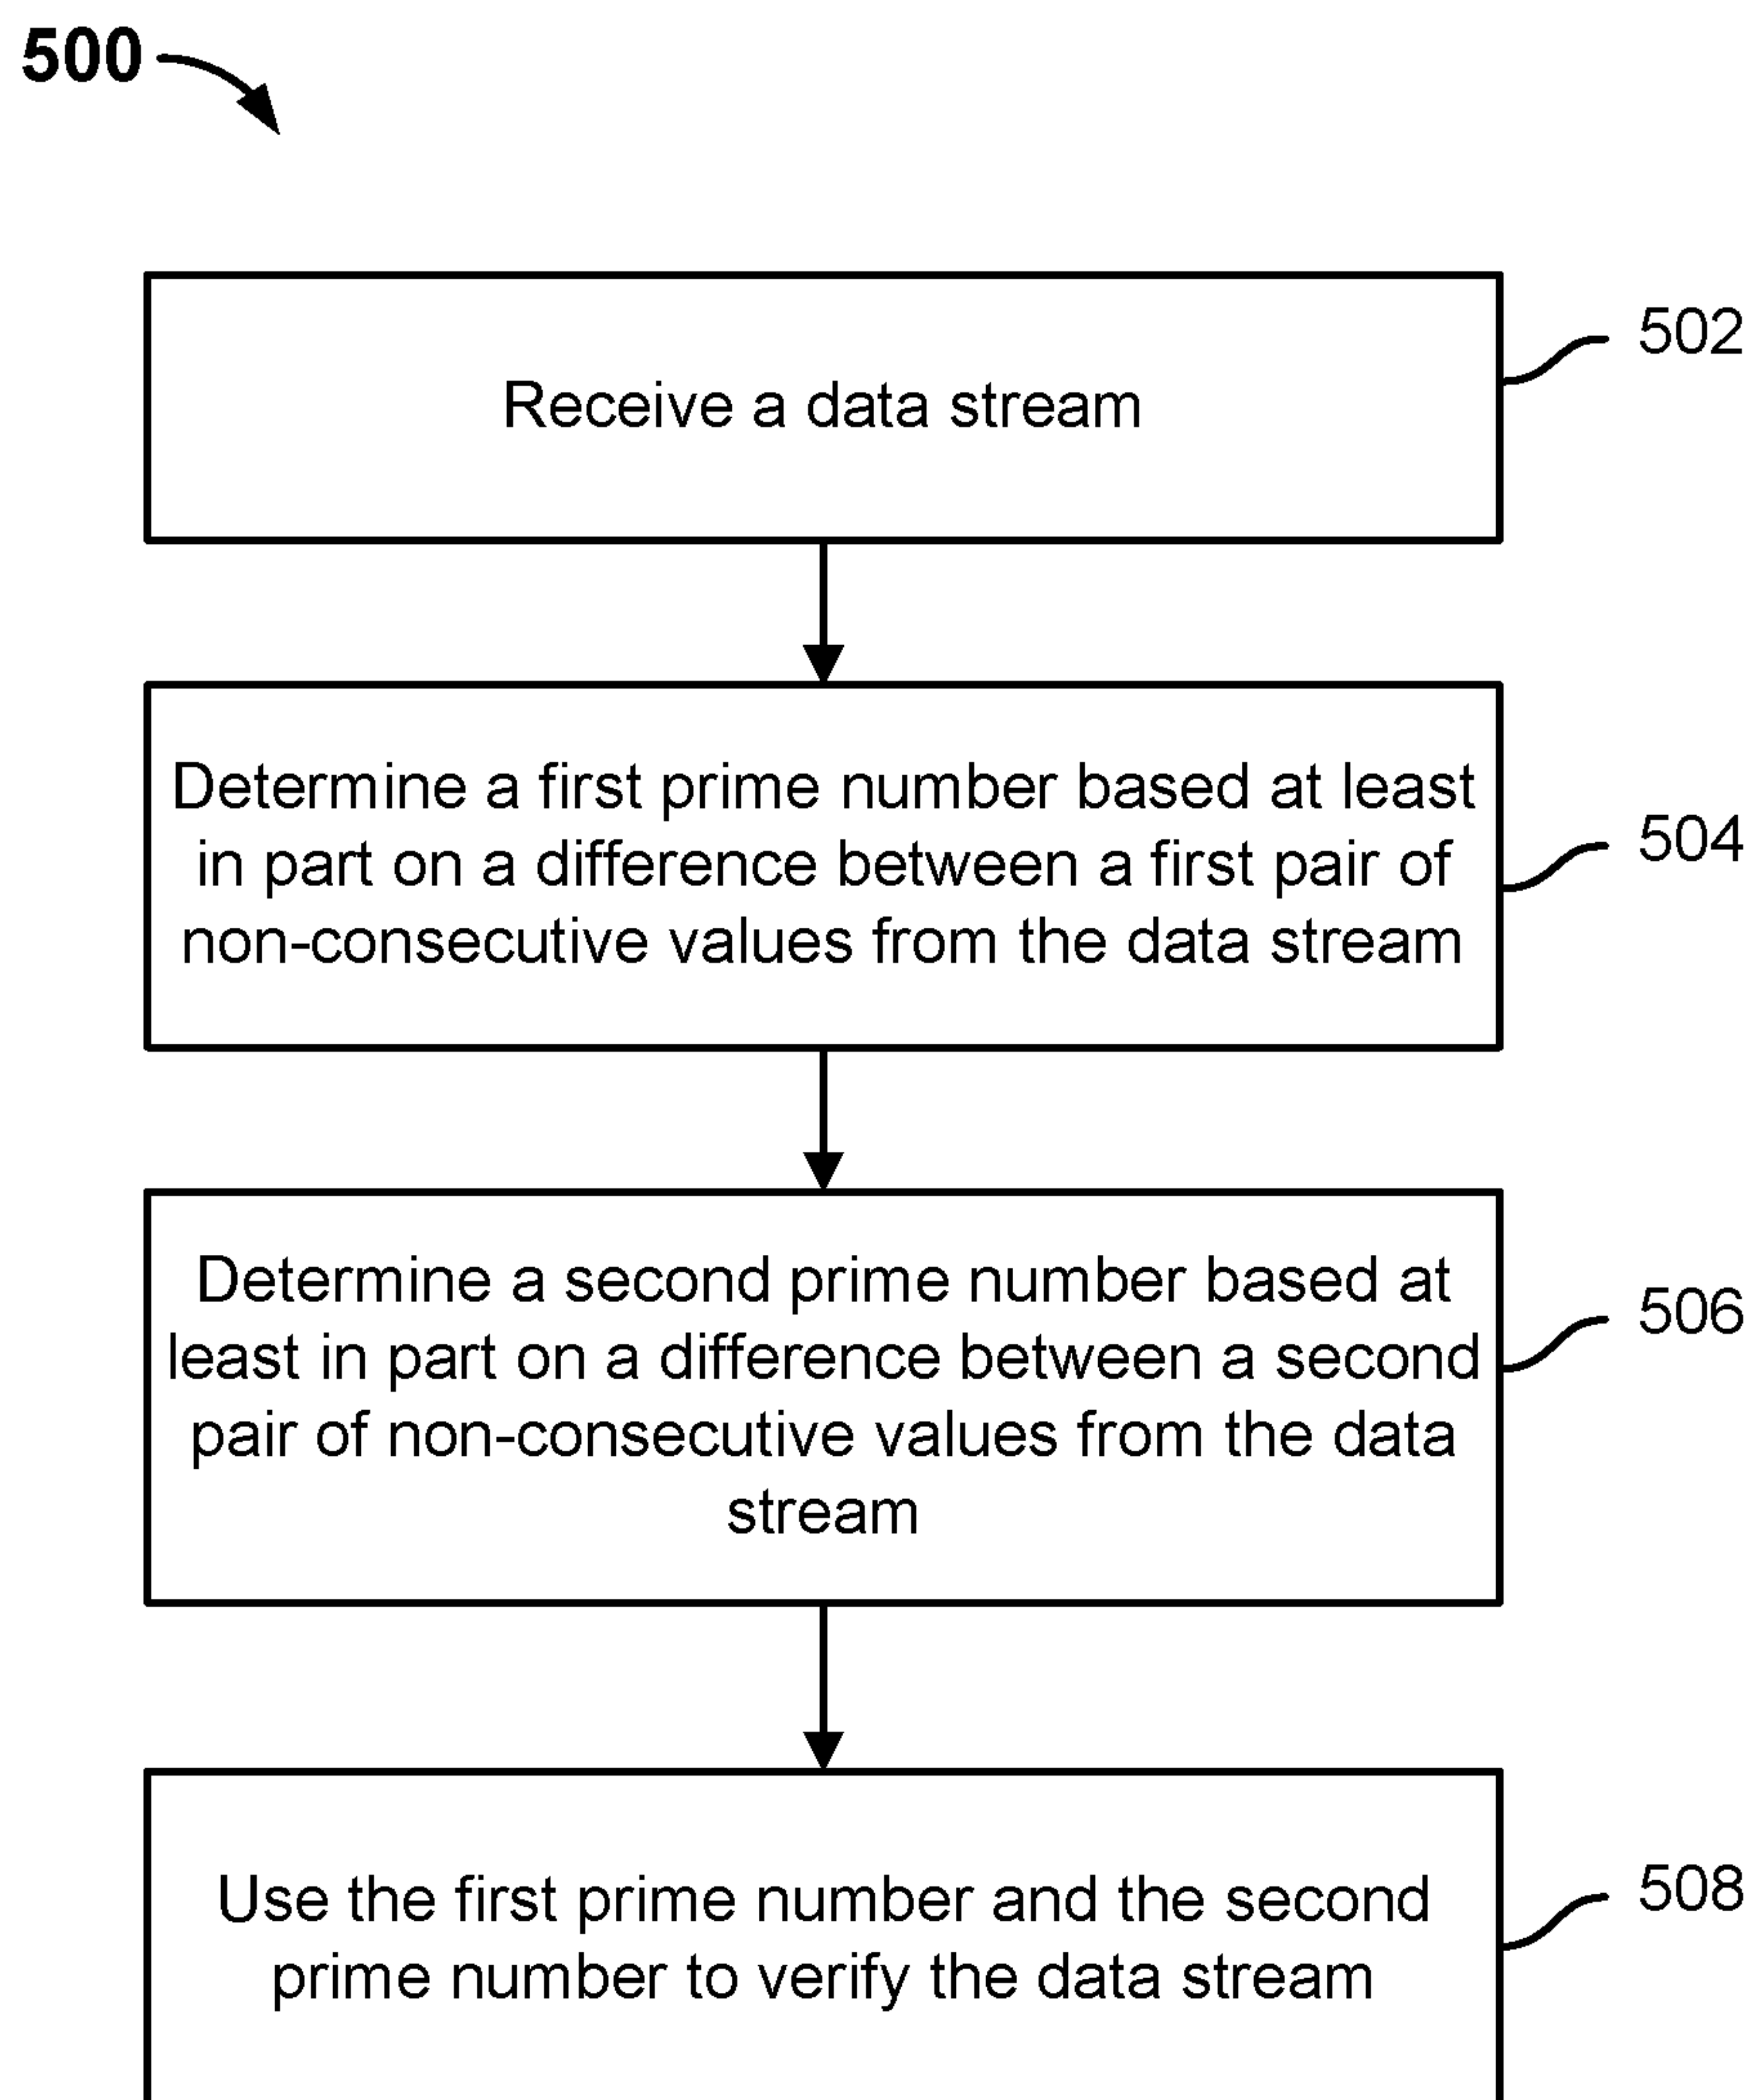 500
Receive a data stream
502
Determine a first prime number based at least
in part on a difference between a first pair of
non-consecutive values from the data stream
504
Determine a second prime number based at
least in part on a difference between a second
pair of non-consecutive values from the data
stream
506
Use the first prime number and the second
prime number to verify the data stream
508